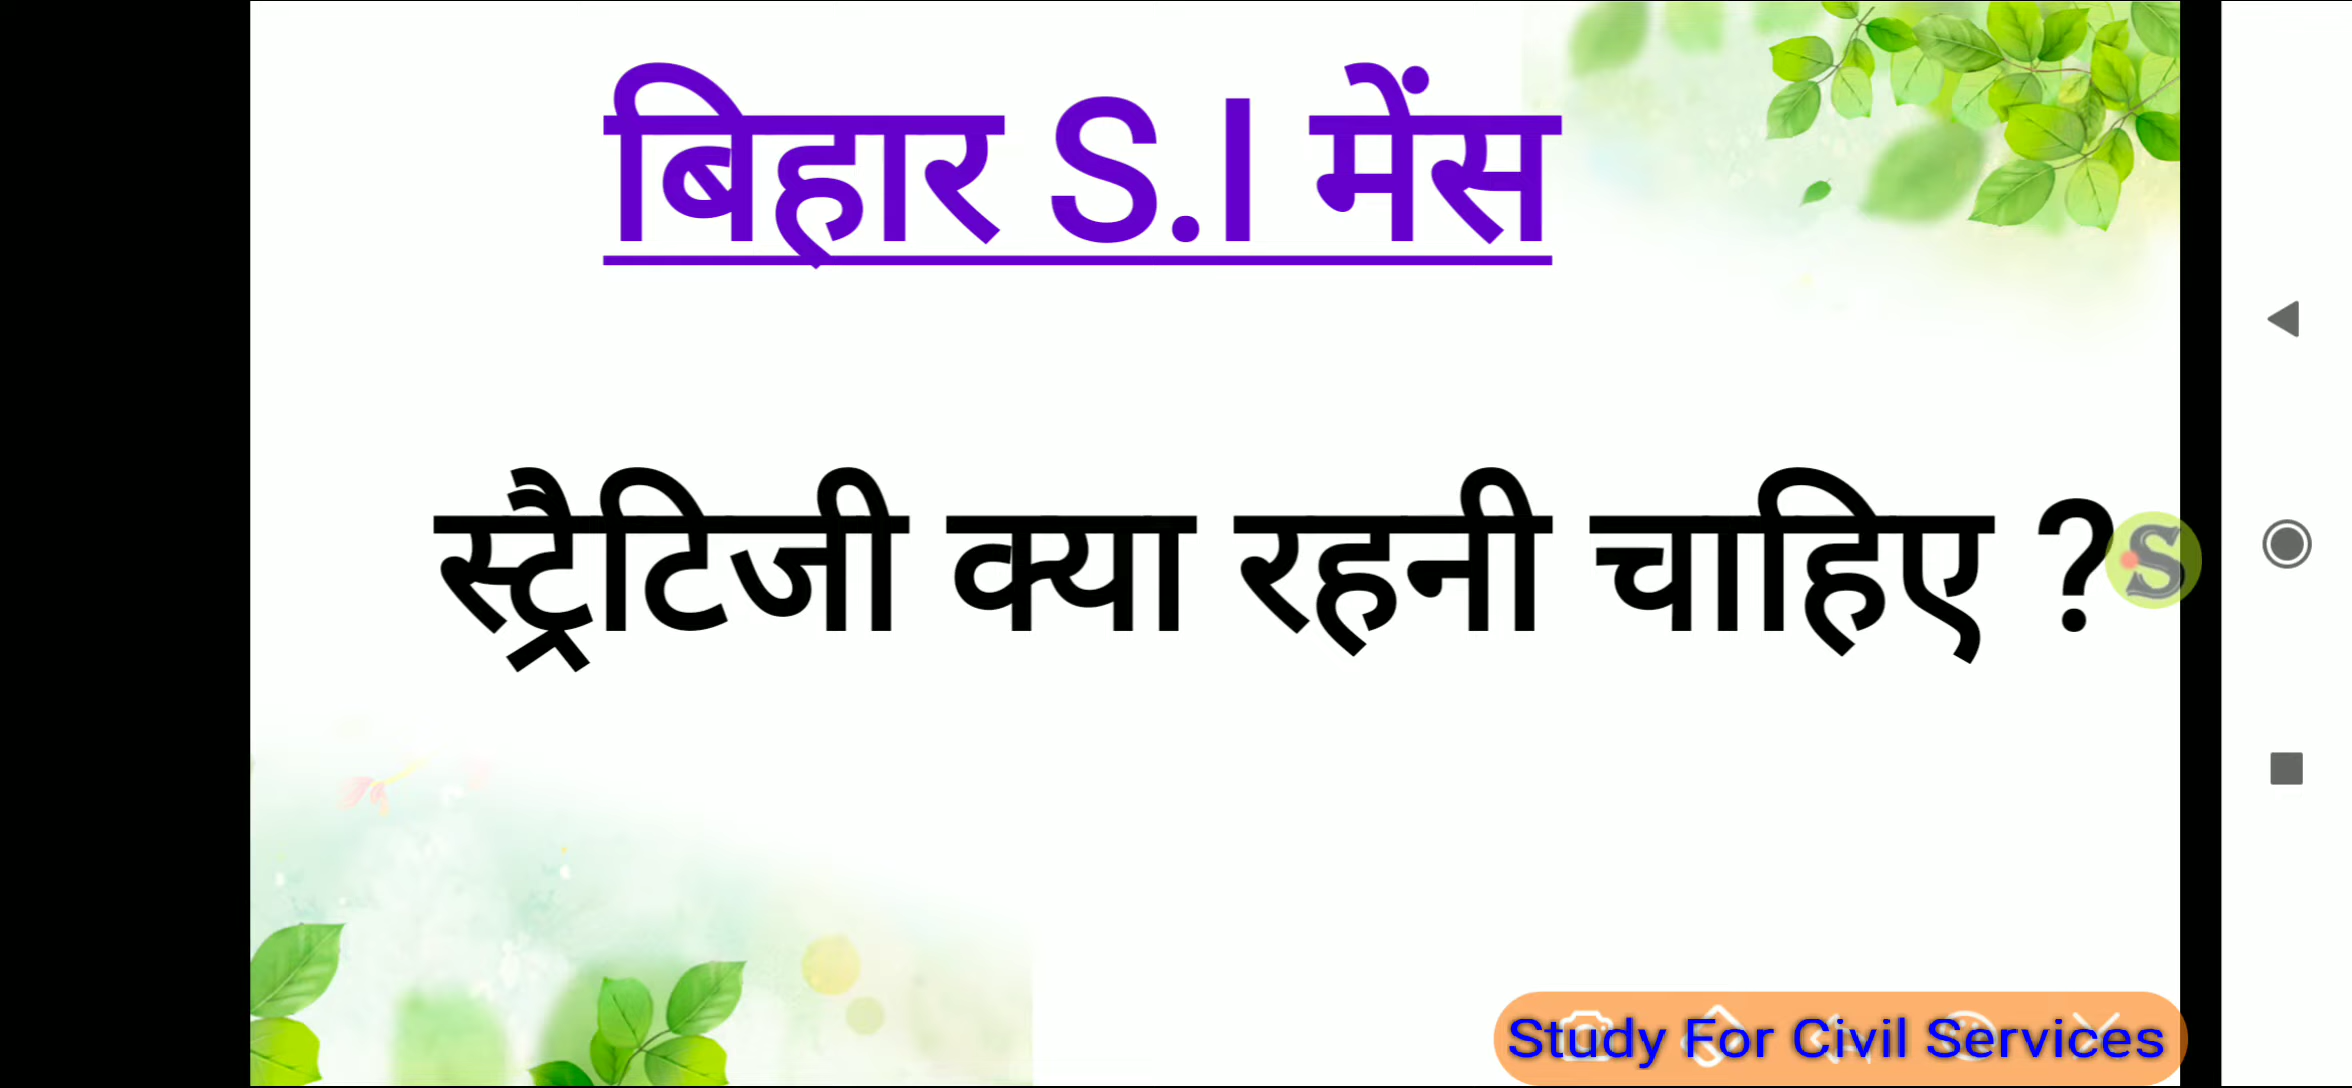 बिहार S.I मेंस
स्ट्रैटिजी क्या रहनी चाहिए ?
S
Study For Civil Services